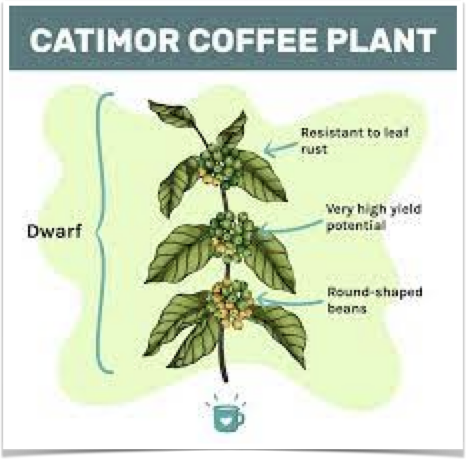 CATIMOR COFFEE PLANT
Resistant to leaf
rust
Very high yield
potential
Dwarf
Round-shaped
beans